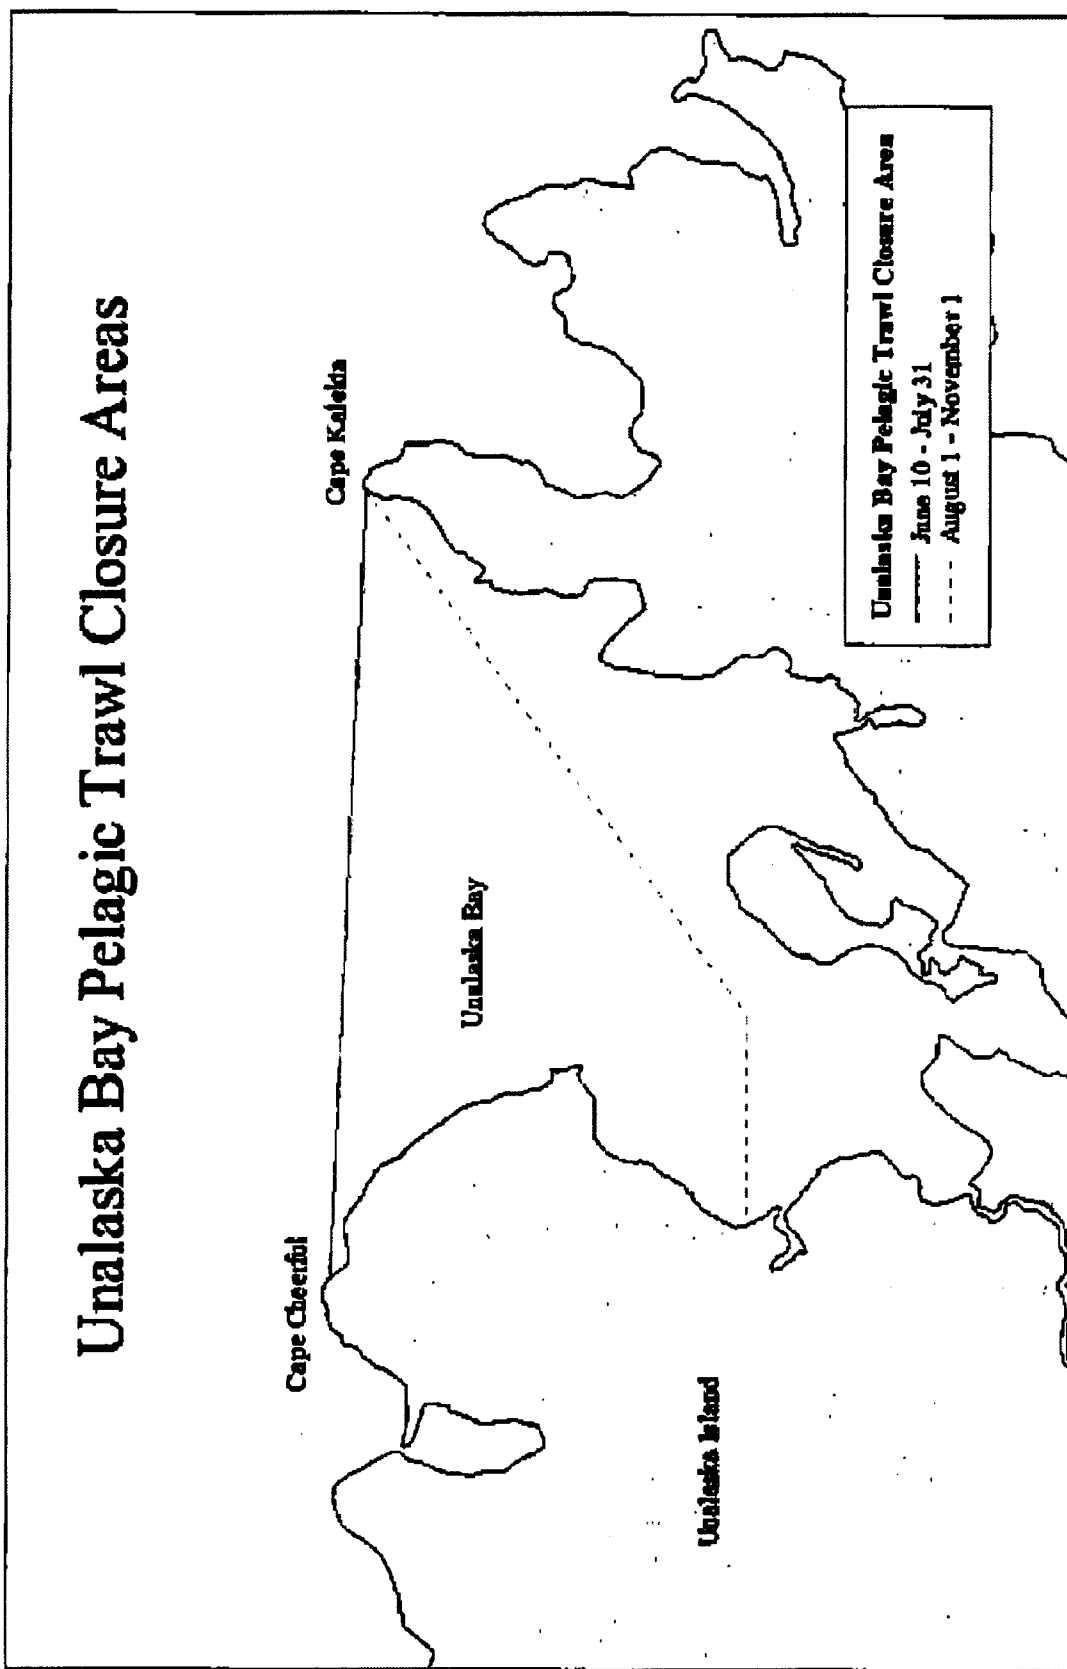 Unalaska Bay Pelagic Trawl Closure Areas
Cape Cheerful
Cape Kalekta
Unalaska Bay
Unalaska Island
Unalaska Bay Pelagic Trawl Closure Area
June 10 - July 31
August 1 - November 1